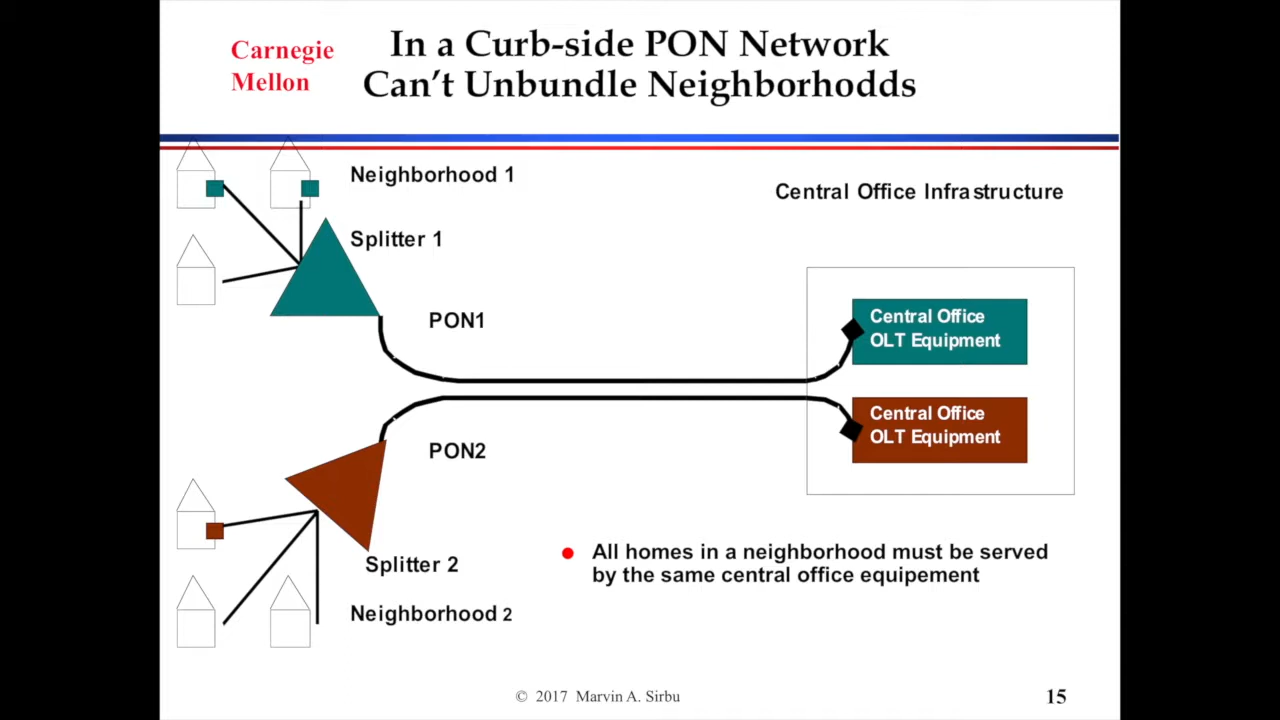 Carnegie
Mellon
In a Curb-side PON Network
Can't Unbundle Neighborhodds
Neighborhood 1
Central Office Infrastructure
Splitter 1
PON1
Central Office
OLT Equipment
Central Office
OLT Equipment
PON2
All homes in a neighborhood must be served
by the same central office equipement
Splitter 2
Neighborhood 2
© 2017 Marvin A. Sirbu
15